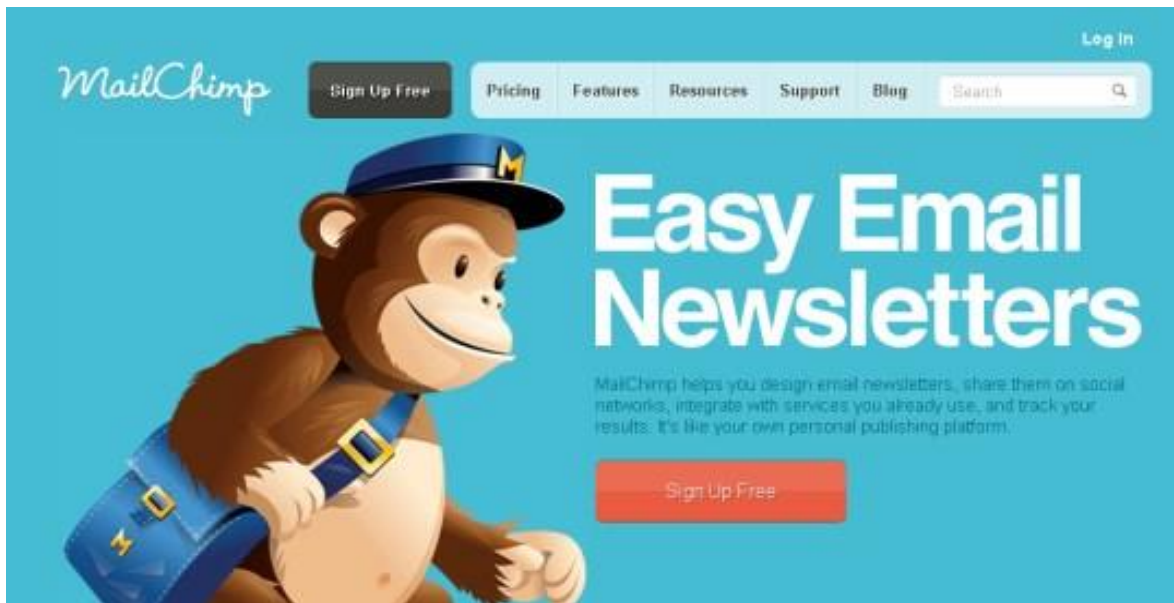 Log In
MailChimp
Sign Up Free
Pricing Features Resources Support Blog Search
M
Easy Email
Newsletters
MailChimp helps you design email newsletters, share them on social
networks, integrate with services you already use, and track your
results. It's like your own personal publishing platform.
Sign Up Free
M